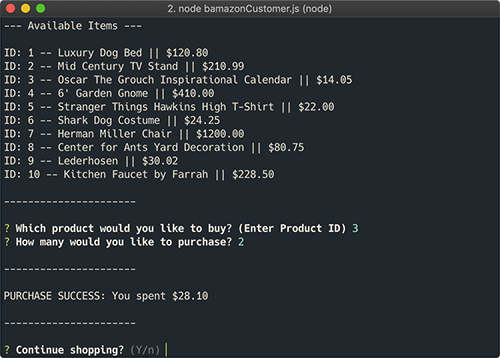 2. node bamazonCustomer.js (node)
--- Available Items ---
ID: 1 -- Luxury Dog Bed || $120.80
ID: 2 -- Mid Century TV Stand || $210.99
ID: 3 -- Oscar The Grouch Inspirational Calendar || $14.05
ID: 4 -- 6' Garden Gnome || $410.00
ID: 5 -- Stranger Things Hawkins High T-Shirt || $22.00
ID: 6 -- Shark Dog Costume || $24.25
ID: 7 -- Herman Miller Chair || $1200.00
ID: 8 -- Center for Ants Yard Decoration || $80.75
ID: 9 -- Lederhosen || $30.02
ID: 10 -- Kitchen Faucet by Farrah || $228.50
----------------------
? Which product would you like to buy? (Enter Product ID) 3
? How many would you like to purchase? 2
----------------------
PURCHASE SUCCESS: You spent $28.10
----------------------
? Continue shopping? (Y/n)